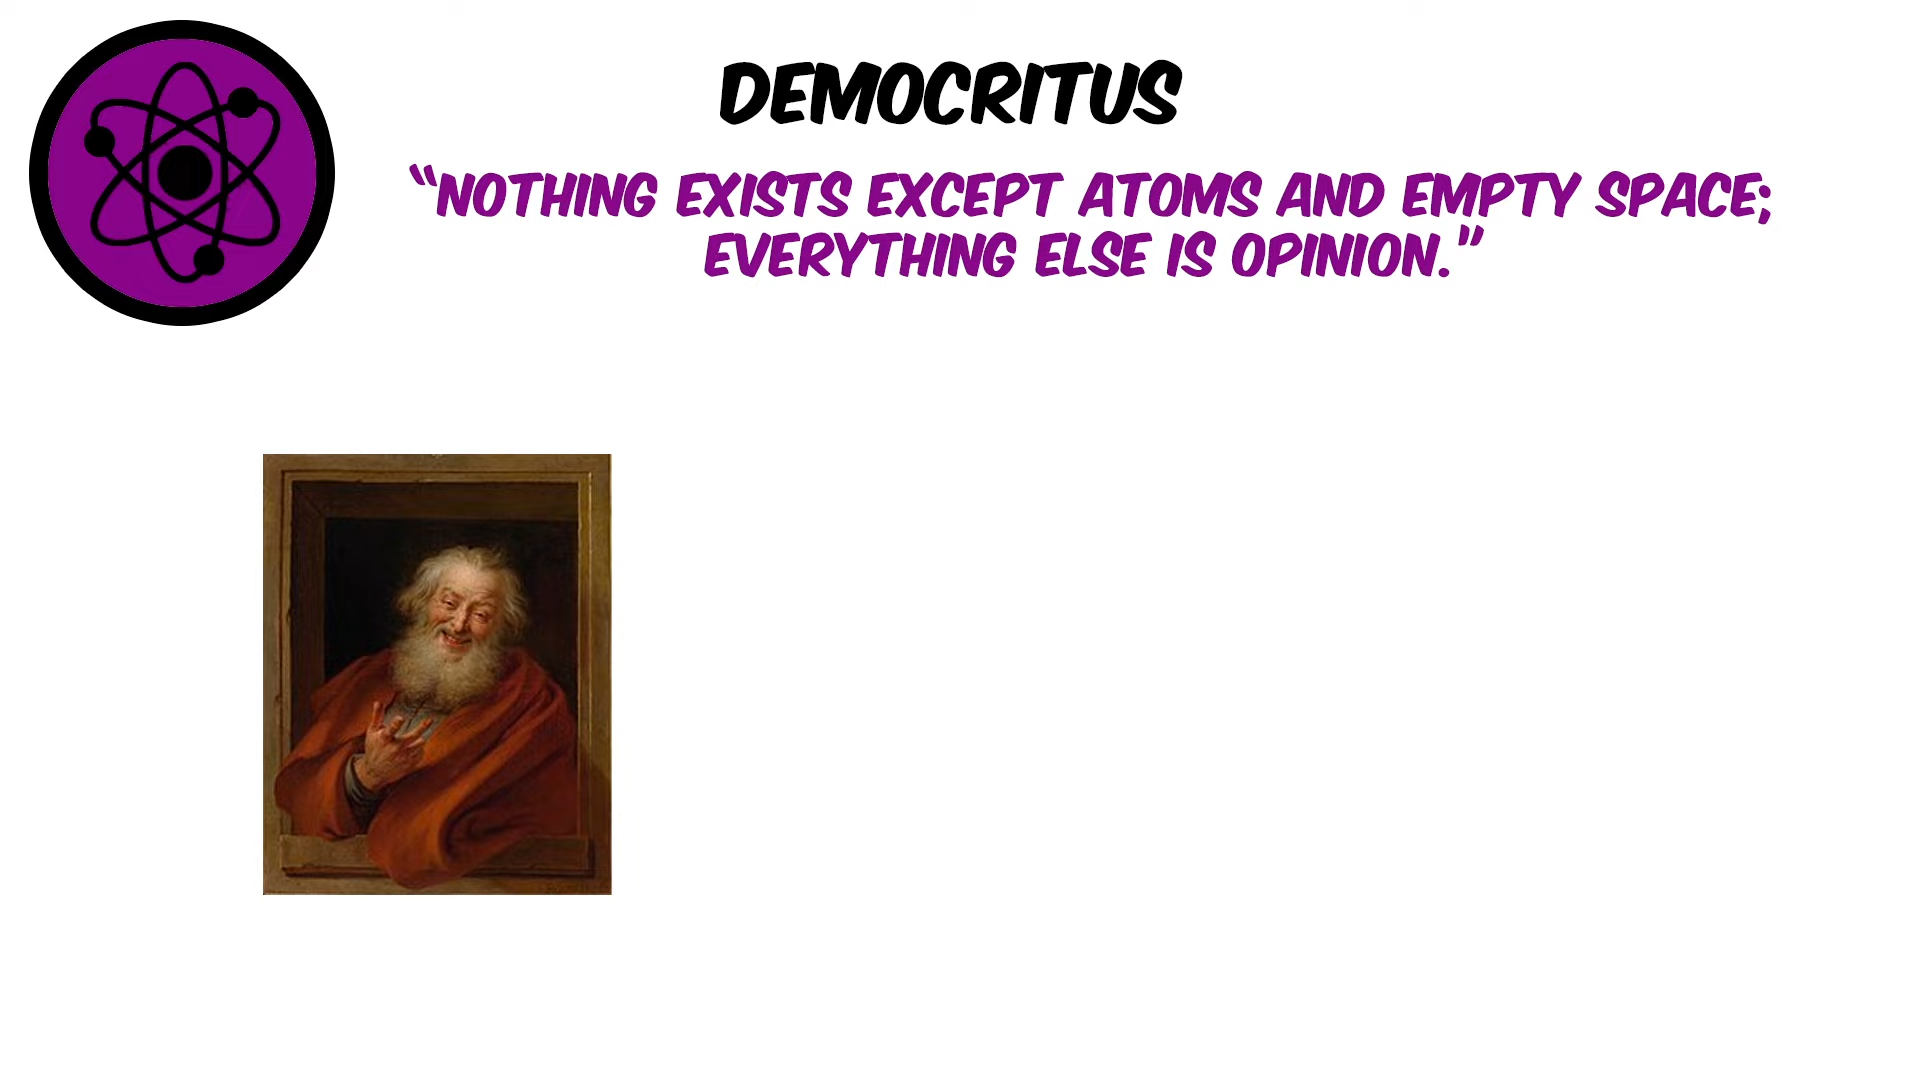 DEMOCRITUS
“NOTHING EXISTS EXCEPT ATOMS AND EMPTY SPACE;
EVERYTHING ELSE IS OPINION.”